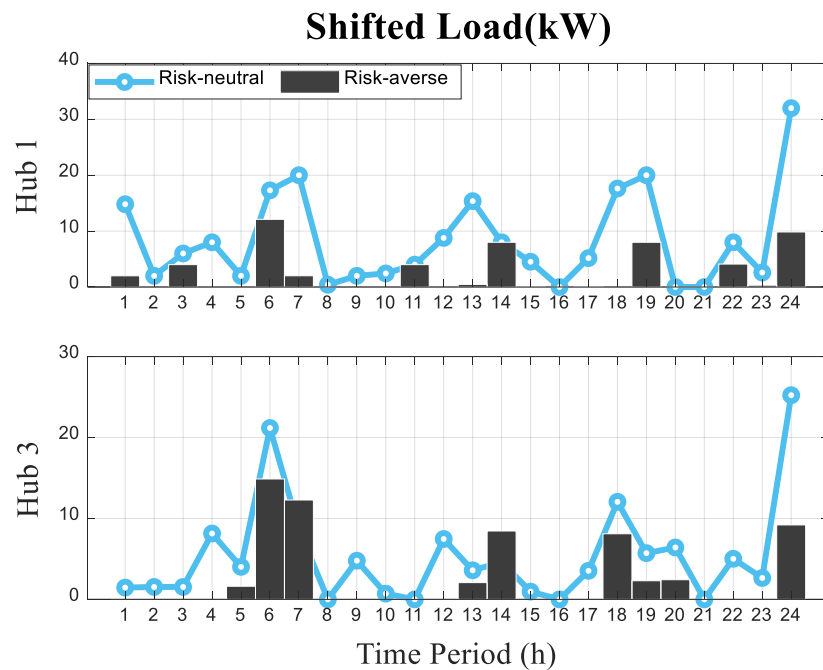 Shifted Load(kW)
Risk-neutral Risk-averse
Hub 1
40
30
20
10
0
1 2 3 4 5 6 7 8 9 10 11 12 13 14 15 16 17 18 19 20 21 22 23 24
Hub 3
30
20
10
0
1 2 3 4 5 6 7 8 9 10 11 12 13 14 15 16 17 18 19 20 21 22 23 24
Time Period (h)